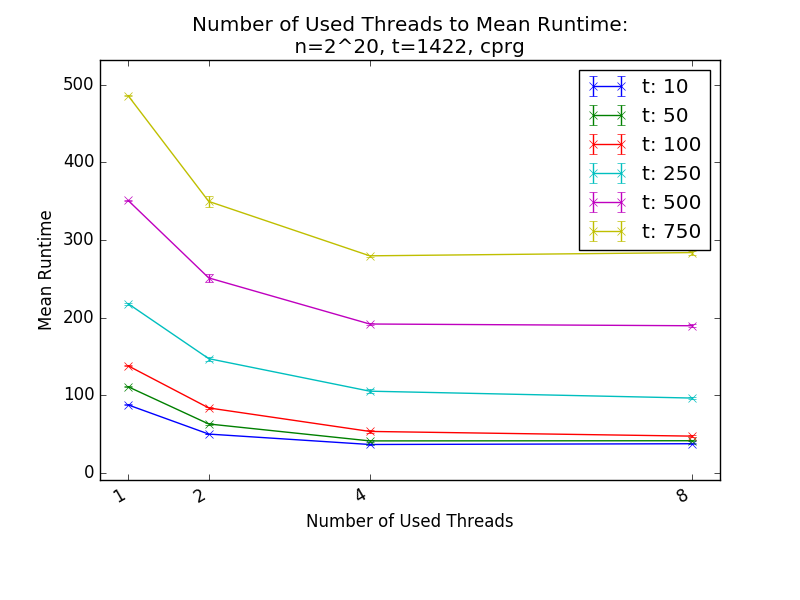 Number of Used Threads to Mean Runtime:
n=2^20, t=1422, cprg
t: 10
t: 50
t: 100
t: 250
t: 500
t: 750
500
400
300
200
100
0
Mean Runtime
1
2
4
8
Number of Used Threads